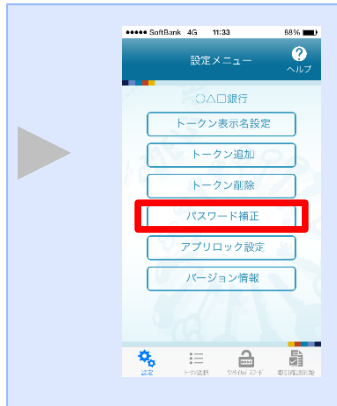 ●●●●● SoftBank 4G 11:33 88%
設定メニュー
?
ヘルプ
○△□銀行
トークン表示名設定
トークン追加
トークン削除
パスワード補正
アプリロック設定
バージョン情報
設定